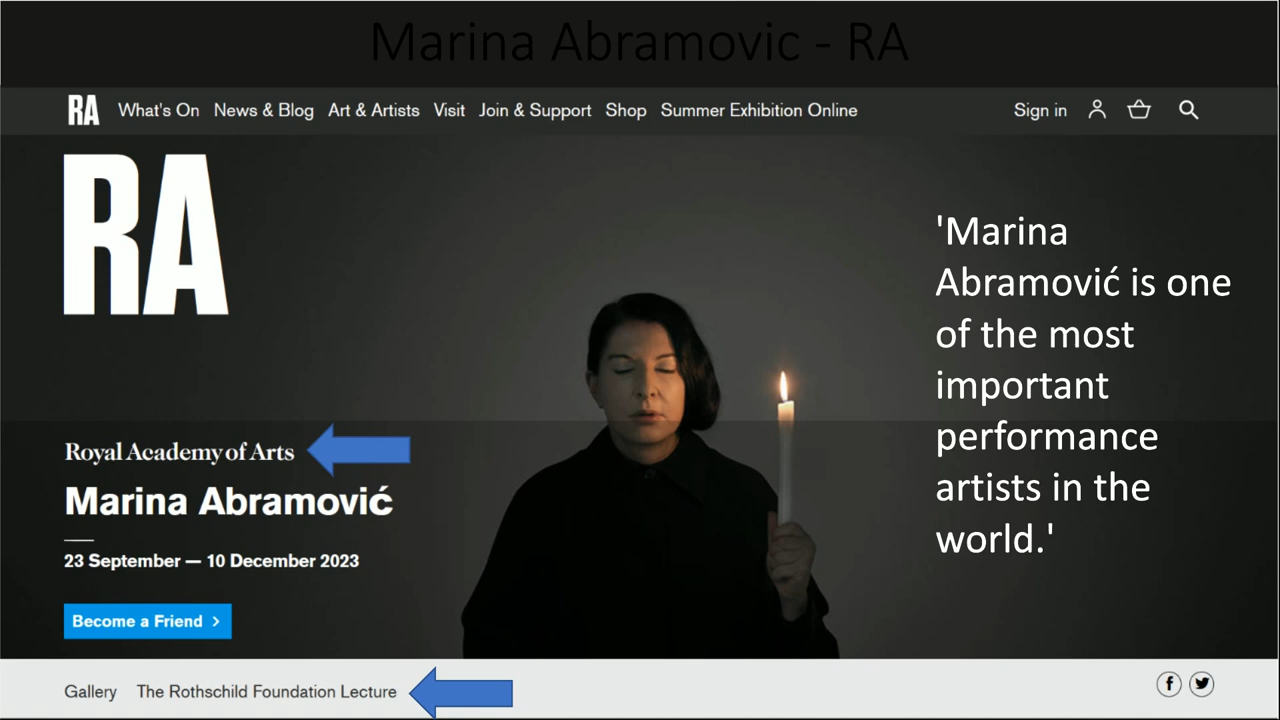 Marina Abramovic - RA
RA What's On News & Blog Art & Artists Visit Join & Support Shop Summer Exhibition Online Sign in
RA
'Marina
Abramović is one
of the most
important
performance
artists in the
world.'
Royal Academy of Arts
Marina Abramović
23 September — 10 December 2023
Become a Friend >
Gallery The Rothschild Foundation Lecture